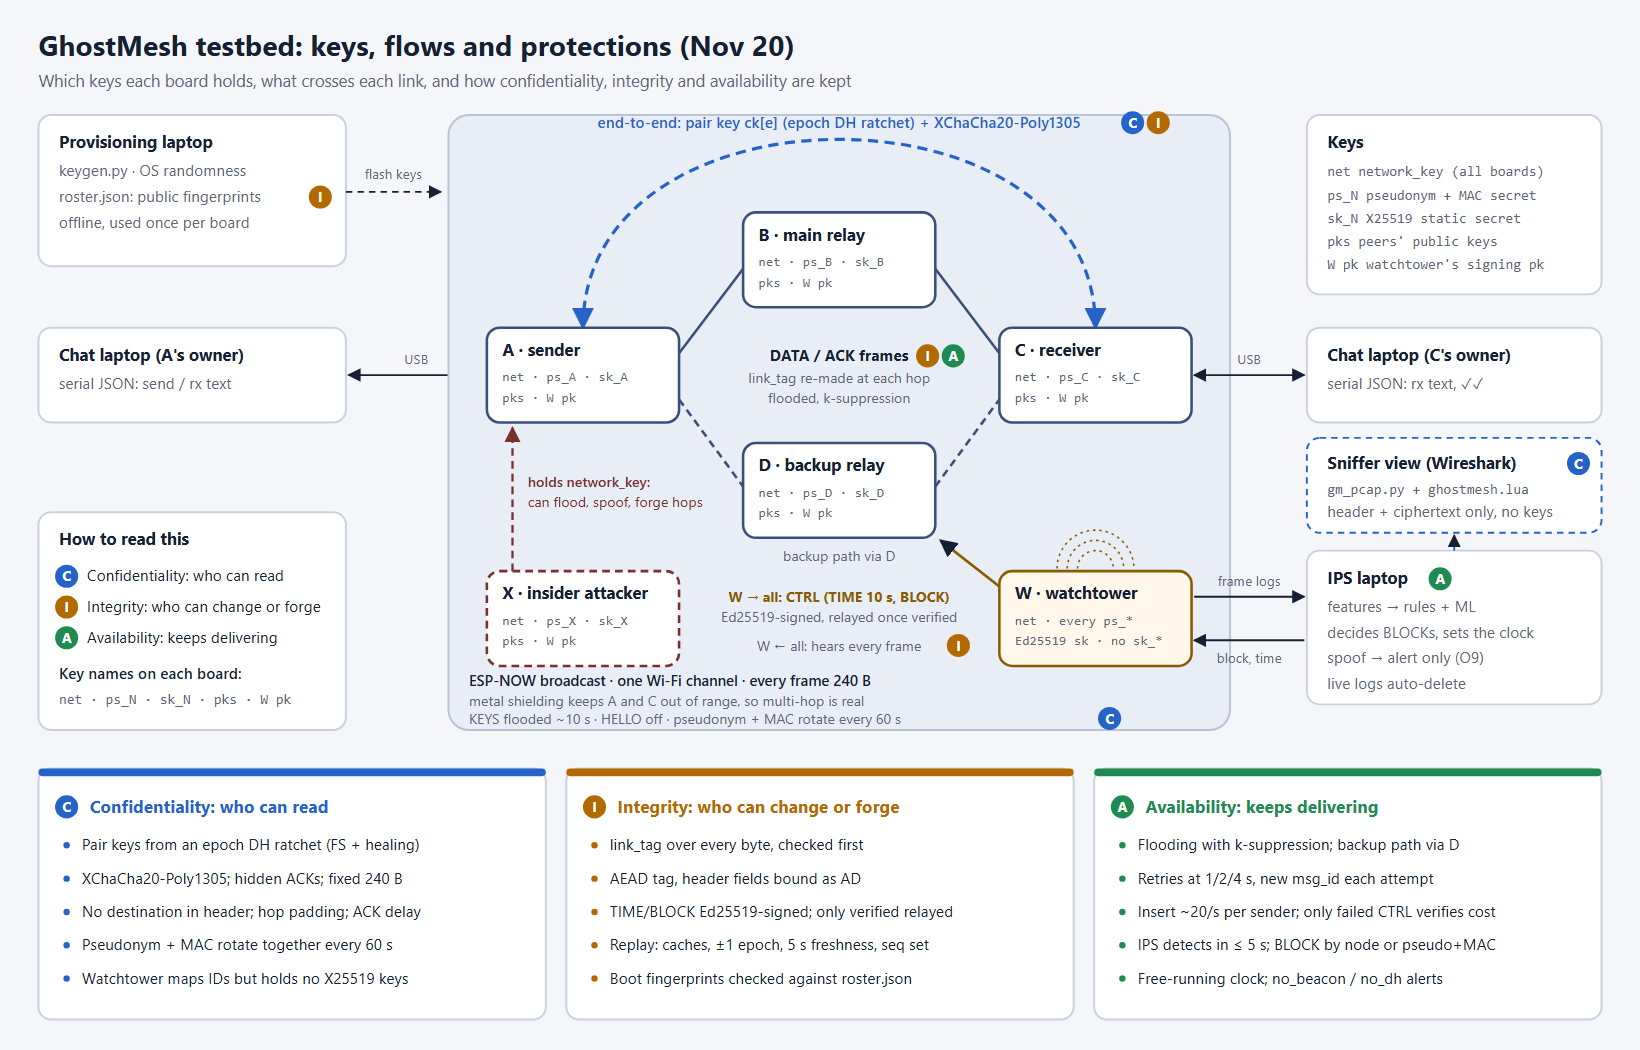 GhostMesh testbed: keys, flows and protections (Nov 20)
Which keys each board holds, what crosses each link, and how confidentiality, integrity and availability are kept
Provisioning laptop
keygen.py · OS randomness
roster.json: public fingerprints
I
offline, used once per board
flash keys
end-to-end: pair key ck[e] (epoch DH ratchet) + XChaCha20-Poly1305
C I
Keys
net network_key (all boards)
ps_N pseudonym + MAC secret
sk_N X25519 static secret
pks peers' public keys
W pk watchtower's signing pk
B · main relay
net · ps_B · sk_B
pks · W pk
Chat laptop (A's owner)
serial JSON: send / rx text
USB
A · sender
net · ps_A · sk_A
pks · W pk
DATA / ACK frames I A
link_tag re-made at each hop
flooded, k-suppression
C · receiver
net · ps_C · sk_C
pks · W pk
USB
Chat laptop (C's owner)
serial JSON: rx text, ✓✓
D · backup relay
net · ps_D · sk_D
pks · W pk
backup path via D
holds network_key:
can flood, spoof, forge hops
Sniffer view (Wireshark) C
gm_pcap.py + ghostmesh.lua
header + ciphertext only, no keys
How to read this
C Confidentiality: who can read
I Integrity: who can change or forge
A Availability: keeps delivering
Key names on each board:
net · ps_N · sk_N · pks · W pk
X · insider attacker
net · ps_X · sk_X
pks · W pk
W → all: CTRL (TIME 10 s, BLOCK)
Ed25519-signed, relayed once verified
W ← all: hears every frame I
W · watchtower
net · every ps_*
Ed25519 sk · no sk_*
frame logs
block, time
IPS laptop A
features → rules + ML
decides BLOCKs, sets the clock
spoof → alert only (O9)
live logs auto-delete
ESP-NOW broadcast · one Wi-Fi channel · every frame 240 B
metal shielding keeps A and C out of range, so multi-hop is real
KEYS flooded ~10 s · HELLO off · pseudonym + MAC rotate every 60 s
C
C Confidentiality: who can read
• Pair keys from an epoch DH ratchet (FS + healing)
• XChaCha20-Poly1305; hidden ACKs; fixed 240 B
• No destination in header; hop padding; ACK delay
• Pseudonym + MAC rotate together every 60 s
• Watchtower maps IDs but holds no X25519 keys
I Integrity: who can change or forge
• link_tag over every byte, checked first
• AEAD tag, header fields bound as AD
• TIME/BLOCK Ed25519-signed; only verified relayed
• Replay: caches, ±1 epoch, 5 s freshness, seq set
• Boot fingerprints checked against roster.json
A Availability: keeps delivering
• Flooding with k-suppression; backup path via D
• Retries at 1/2/4 s, new msg_id each attempt
• Insert ~20/s per sender; only failed CTRL verifies cost
• IPS detects in ≤ 5 s; BLOCK by node or pseudo+MAC
• Free-running clock; no_beacon / no_dh alerts